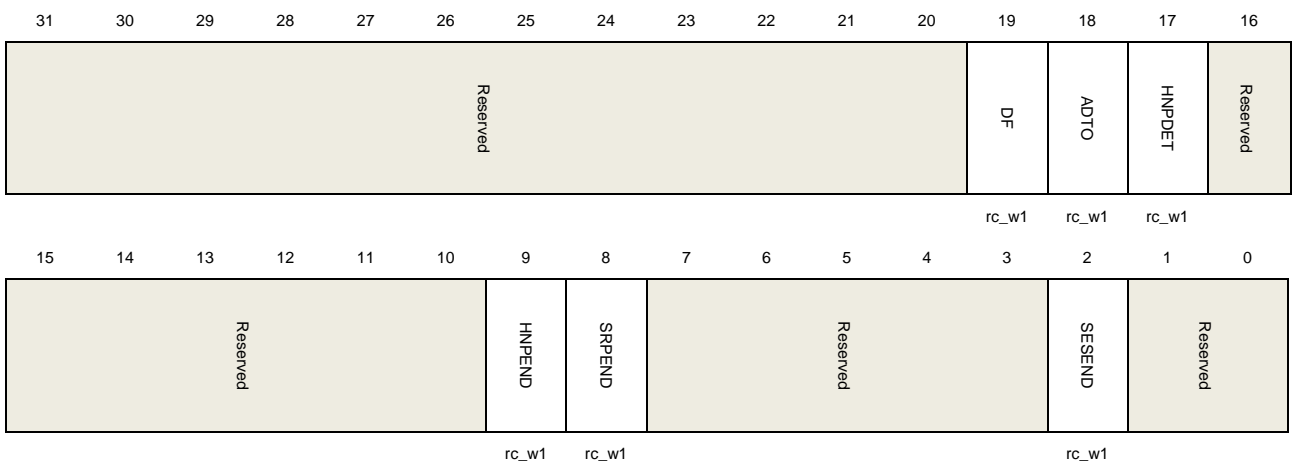 31 30 29 28 27 26 25 24 23 22 21 20 19 18 17 16
Reserved DF ADTO HNPDET Reserved
rc_w1 rc_w1 rc_w1
15 14 13 12 11 10 9 8 7 6 5 4 3 2 1 0
Reserved HNPEND SRPEND Reserved SESEND Reserved
rc_w1 rc_w1 rc_w1